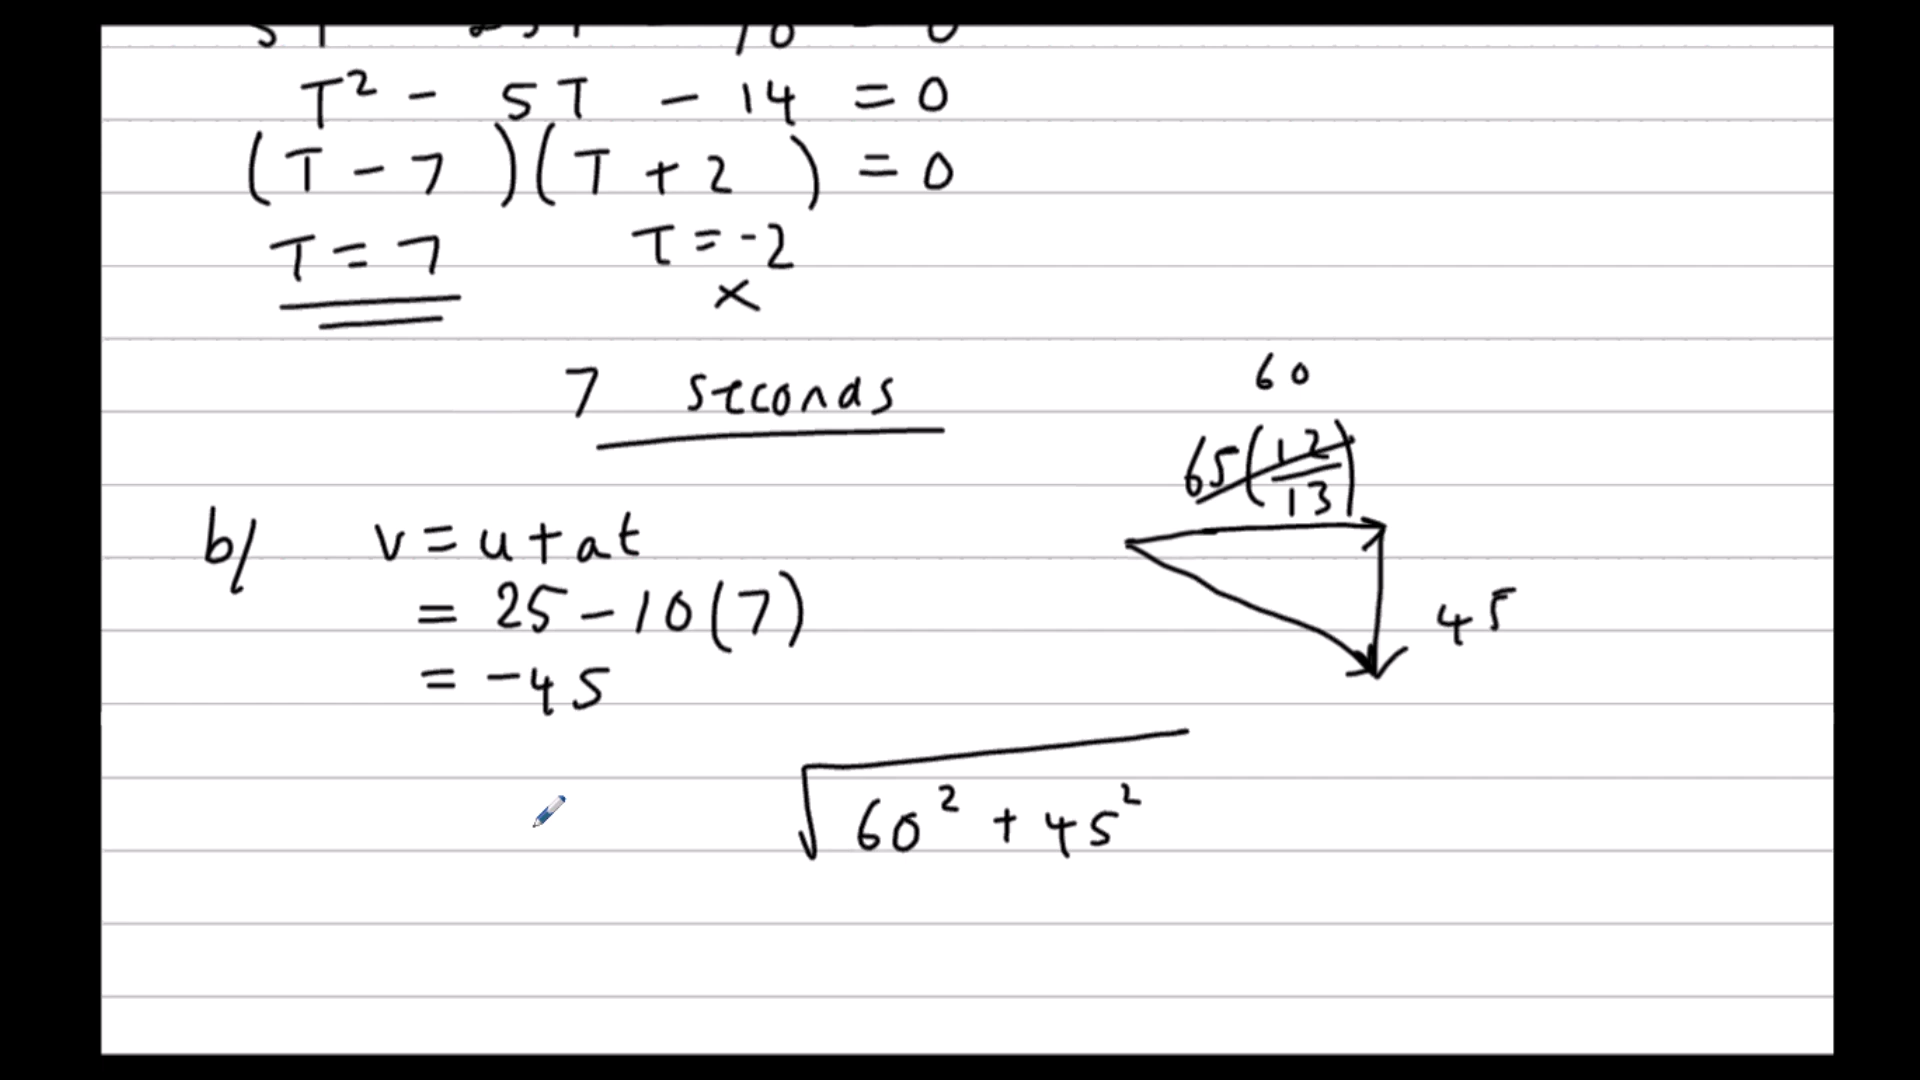 T² - 5T - 14 = 0
(T - 7)(T + 2) = 0
T = 7 T = -2
×
7 seconds
60
65(12/13)
b/ v = u + at
= 25 - 10(7)
45
= -45
√60² + 45²